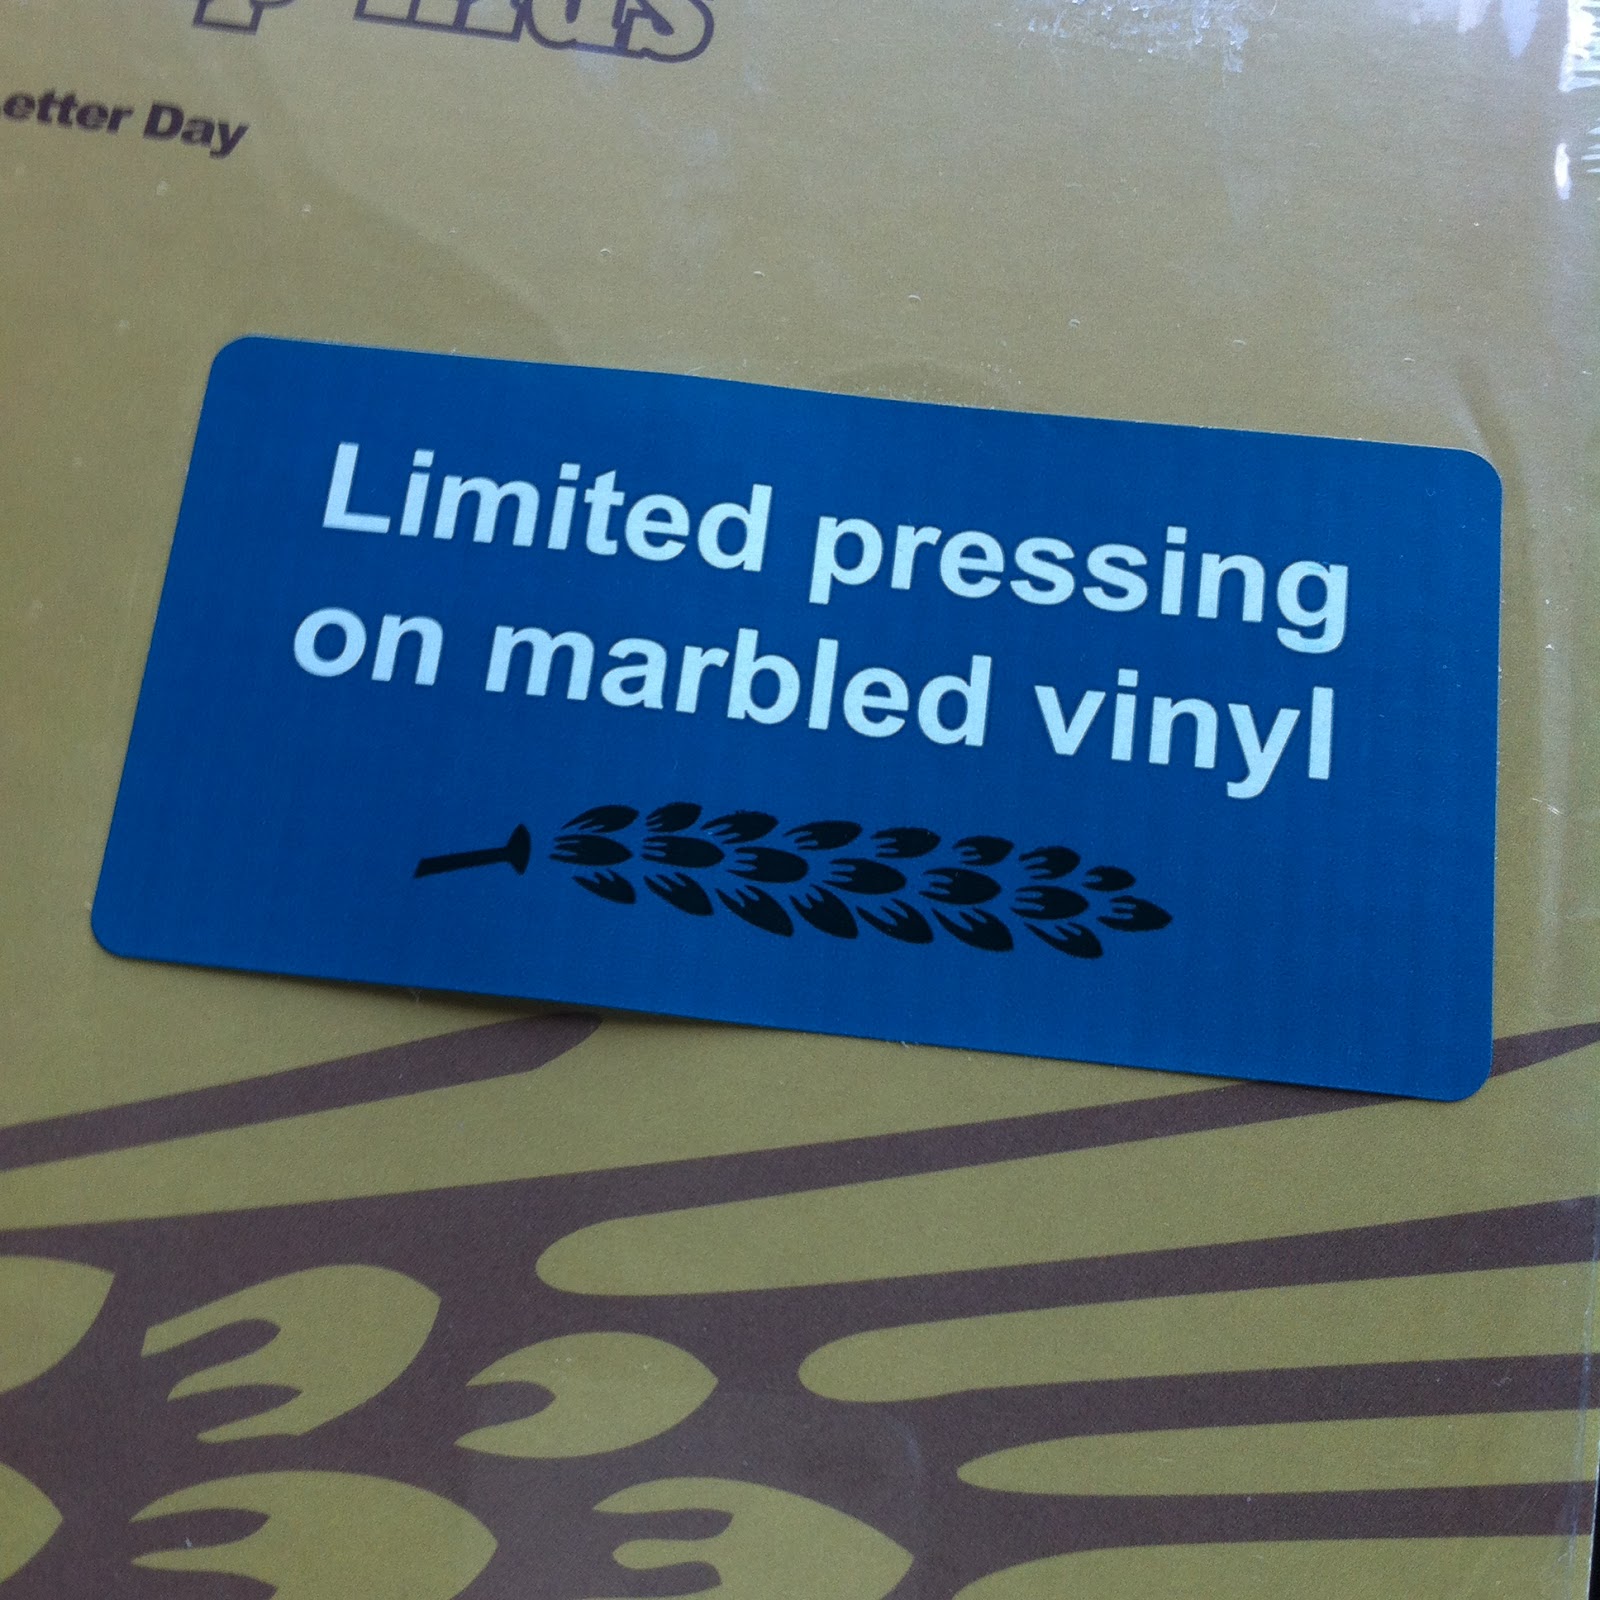 etter Day
Limited pressing
on marbled vinyl